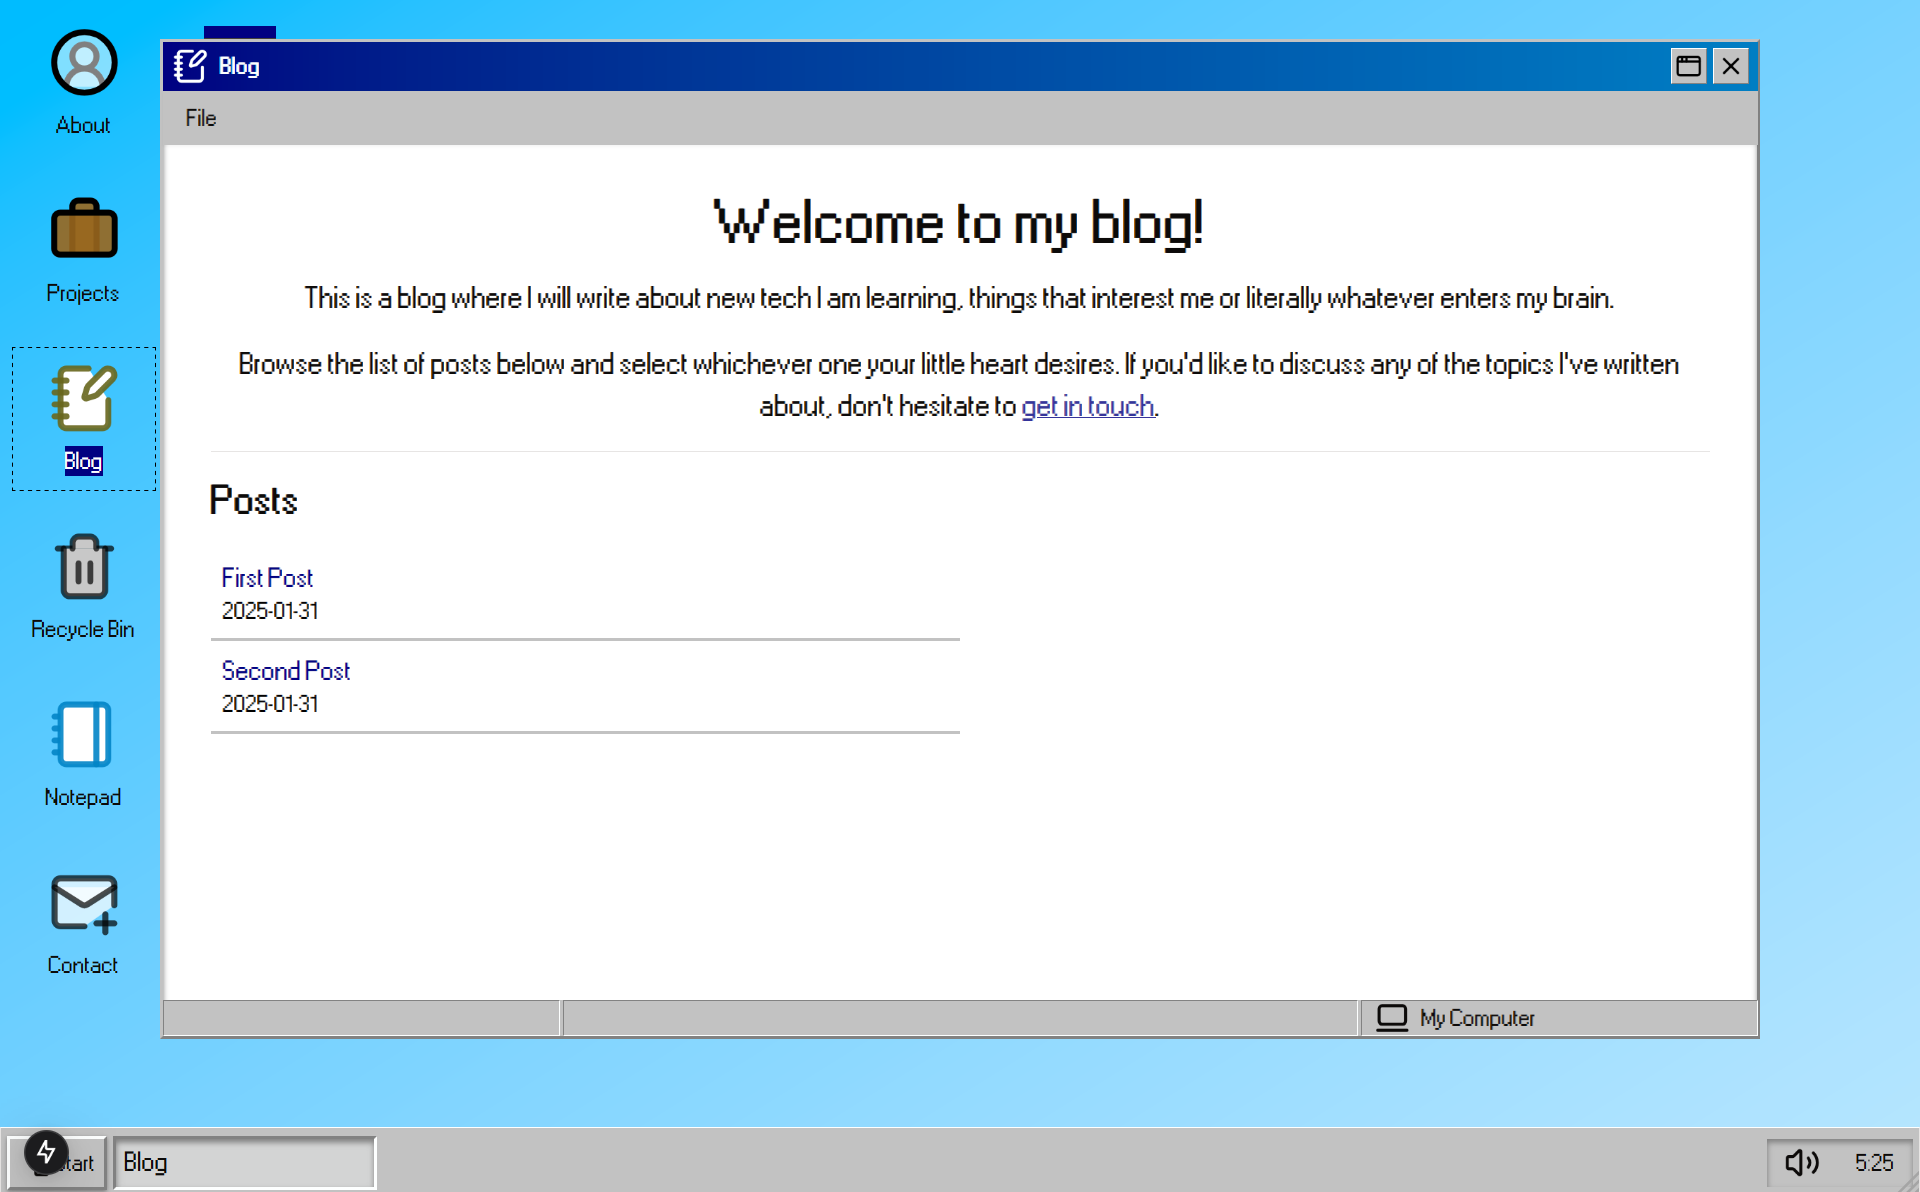 About
Projects
Blog
Recycle Bin
Notepad
Contact
Blog
File
Welcome to my blog!
This is a blog where I will write about new tech I am learning, things that interest me or literally whatever enters my brain.
Browse the list of posts below and select whichever one your little heart desires. If you'd like to discuss any of the topics I've written
about, don't hesitate to get in touch.
Posts
First Post
2025-01-31
Second Post
2025-01-31
My Computer
Blog
5:25